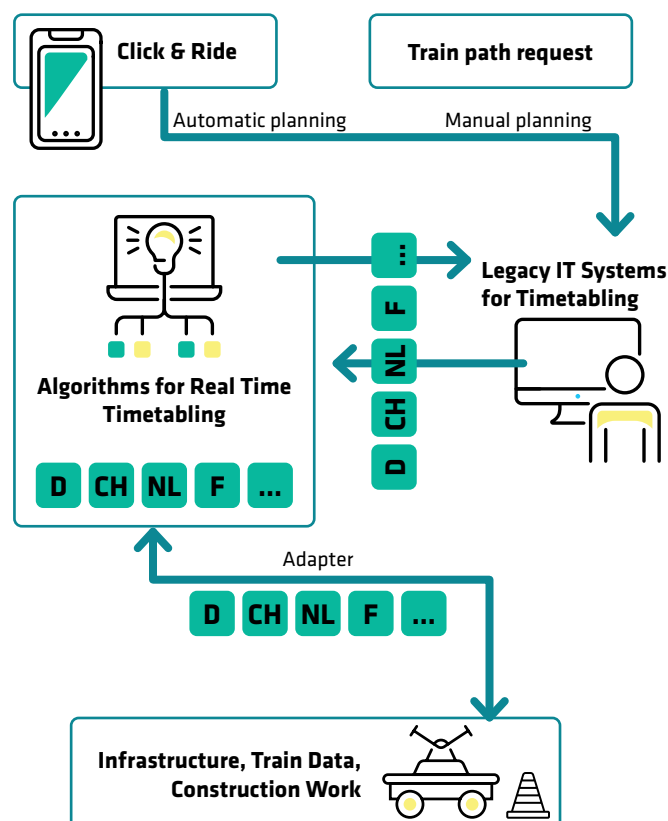 Click & Ride
Train path request
Automatic planning
Manual planning
...
F
NL
CH
D
Legacy IT Systems
for Timetabling
Algorithms for Real Time
Timetabling
D CH NL F ...
Adapter
D CH NL F ...
Infrastructure, Train Data,
Construction Work